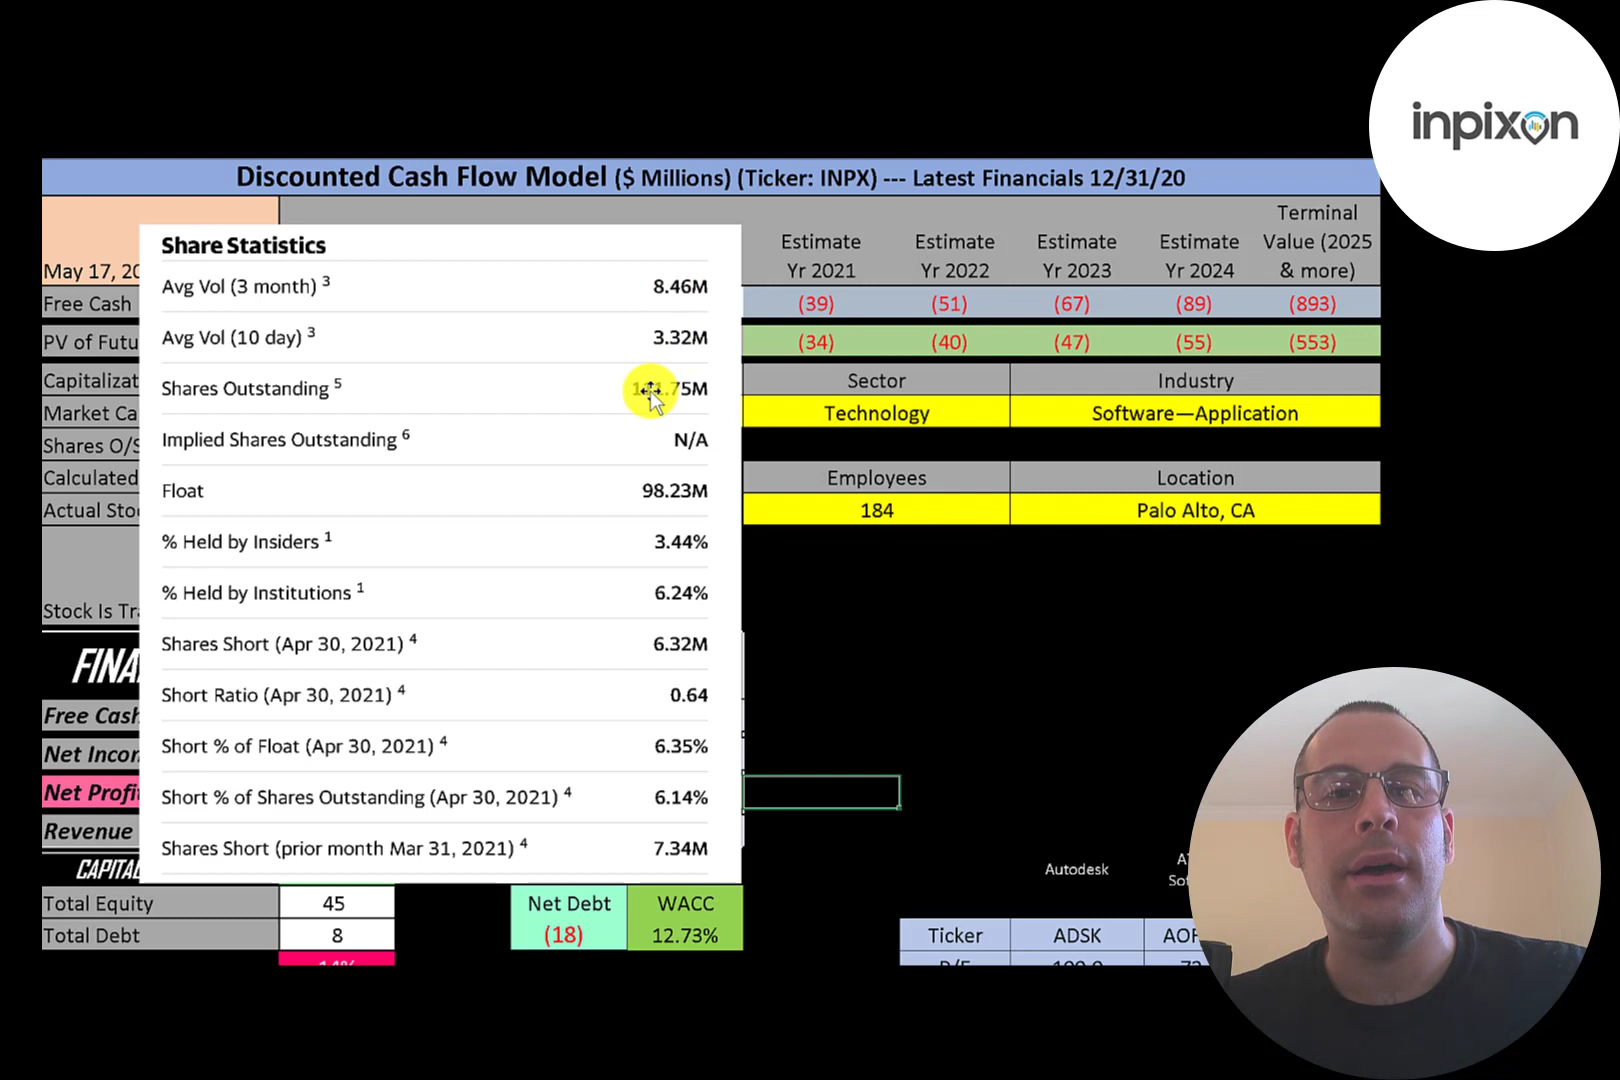 inpixon
Discounted Cash Flow Model ($ Millions) (Ticker: INPX) --- Latest Financials 12/31/20
Terminal
Estimate Estimate Estimate Estimate Value (2025
May 17, 20 Yr 2021 Yr 2022 Yr 2023 Yr 2024 & more)
Free Cash (39) (51) (67) (89) (893)
PV of Futu (34) (40) (47) (55) (553)
Capitalizat Sector Industry
Market Ca Technology Software—Application
Shares O/S
Calculated Employees Location
Actual Sto 184 Palo Alto, CA
Stock Is Tr
Share Statistics
Avg Vol (3 month) 3 8.46M
Avg Vol (10 day) 3 3.32M
Shares Outstanding 5
Implied Shares Outstanding 6 N/A
Float 98.23M
% Held by Insiders 1 3.44%
% Held by Institutions 1 6.24%
Shares Short (Apr 30, 2021) 4 6.32M
Short Ratio (Apr 30, 2021) 4 0.64
Short % of Float (Apr 30, 2021) 4 6.35%
Short % of Shares Outstanding (Apr 30, 2021) 4 6.14%
Shares Short (prior month Mar 31, 2021) 4 7.34M
FINA
Free Cash
Net Incom
Net Profi
Revenue
CAPITAL
Total Equity 45 Net Debt WACC
Total Debt 8 (18) 12.73%
14%
Autodesk
Ticker ADSK